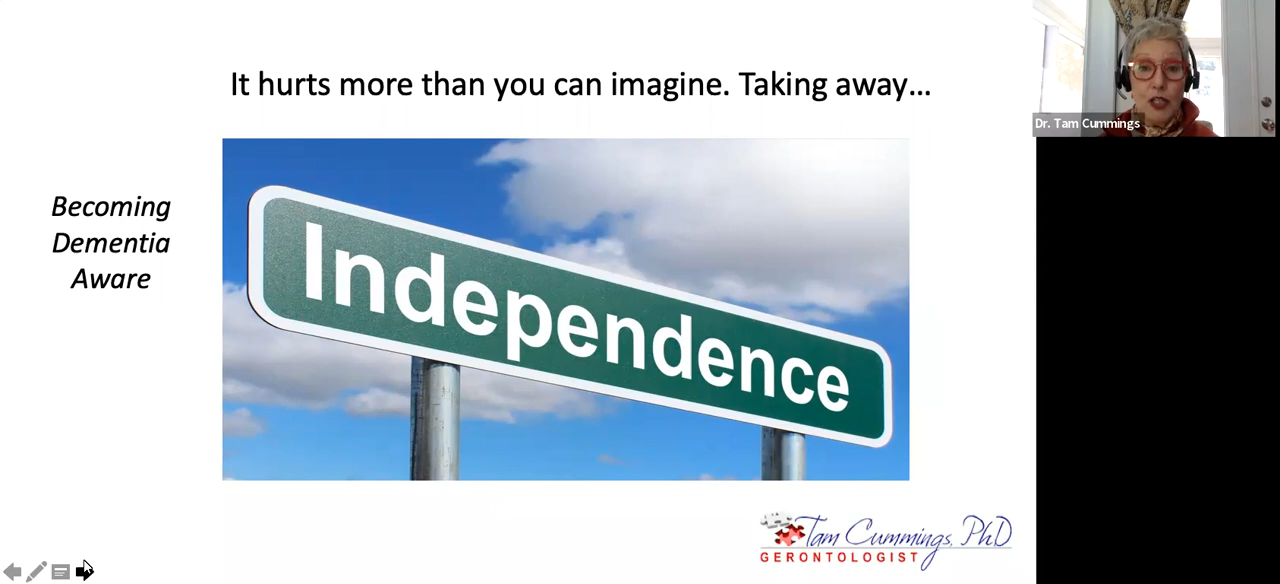 It hurts more than you can imagine. Taking away…
Dr. Tam Cummings
Becoming
Dementia
Aware
Independence
Tam Cummings, PhD
GERONTOLOGIST